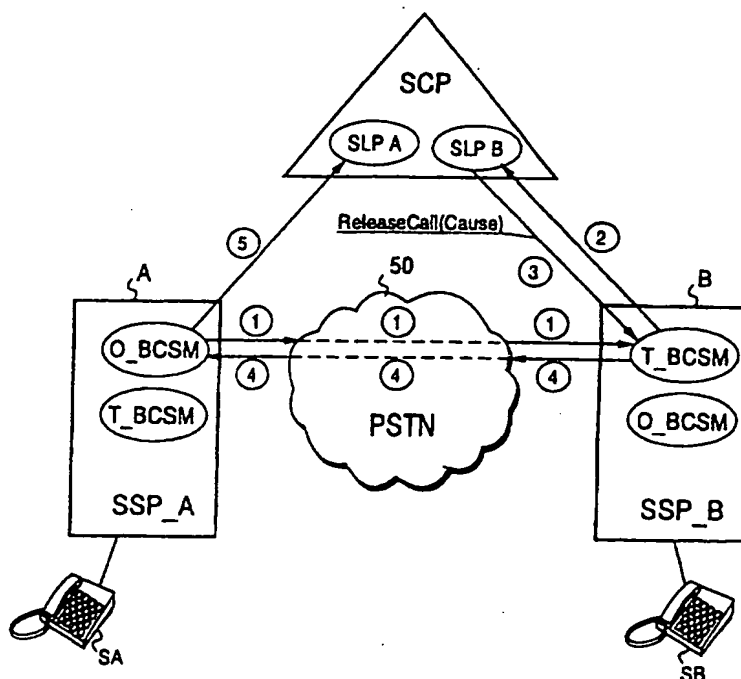 SCP
SLP A
SLP B
ReleaseCall(Cause)
5
2
3
A
50
B
O_BCSM
1
1
1
T_BCSM
4
4
4
T_BCSM
PSTN
O_BCSM
SSP_A
SSP_B
SA
SB